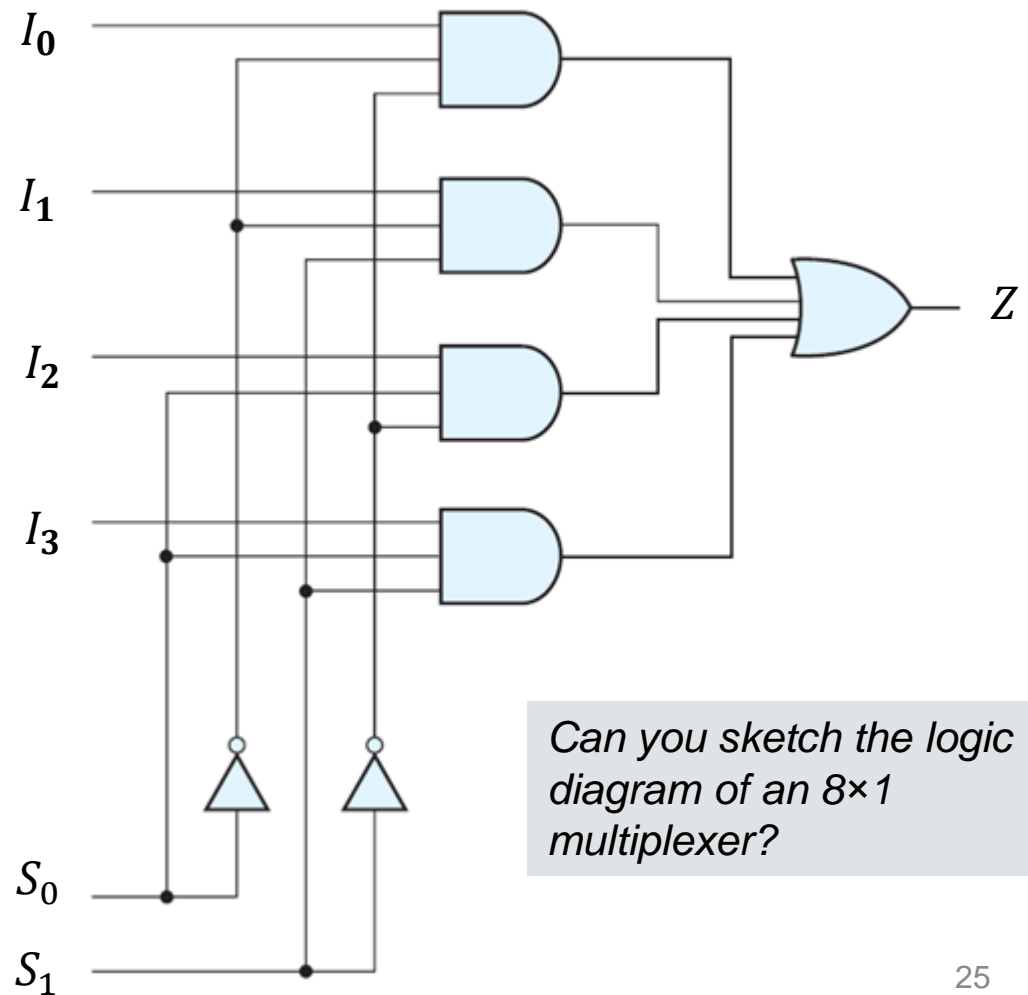 I0
I1
I2
I3
Z
S0
S1
Can you sketch the logic
diagram of an 8×1
multiplexer?
25